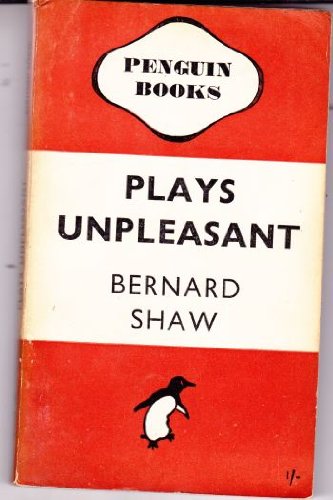 PENGUIN
BOOKS
PLAYS
UNPLEASANT
BERNARD
SHAW
1/-